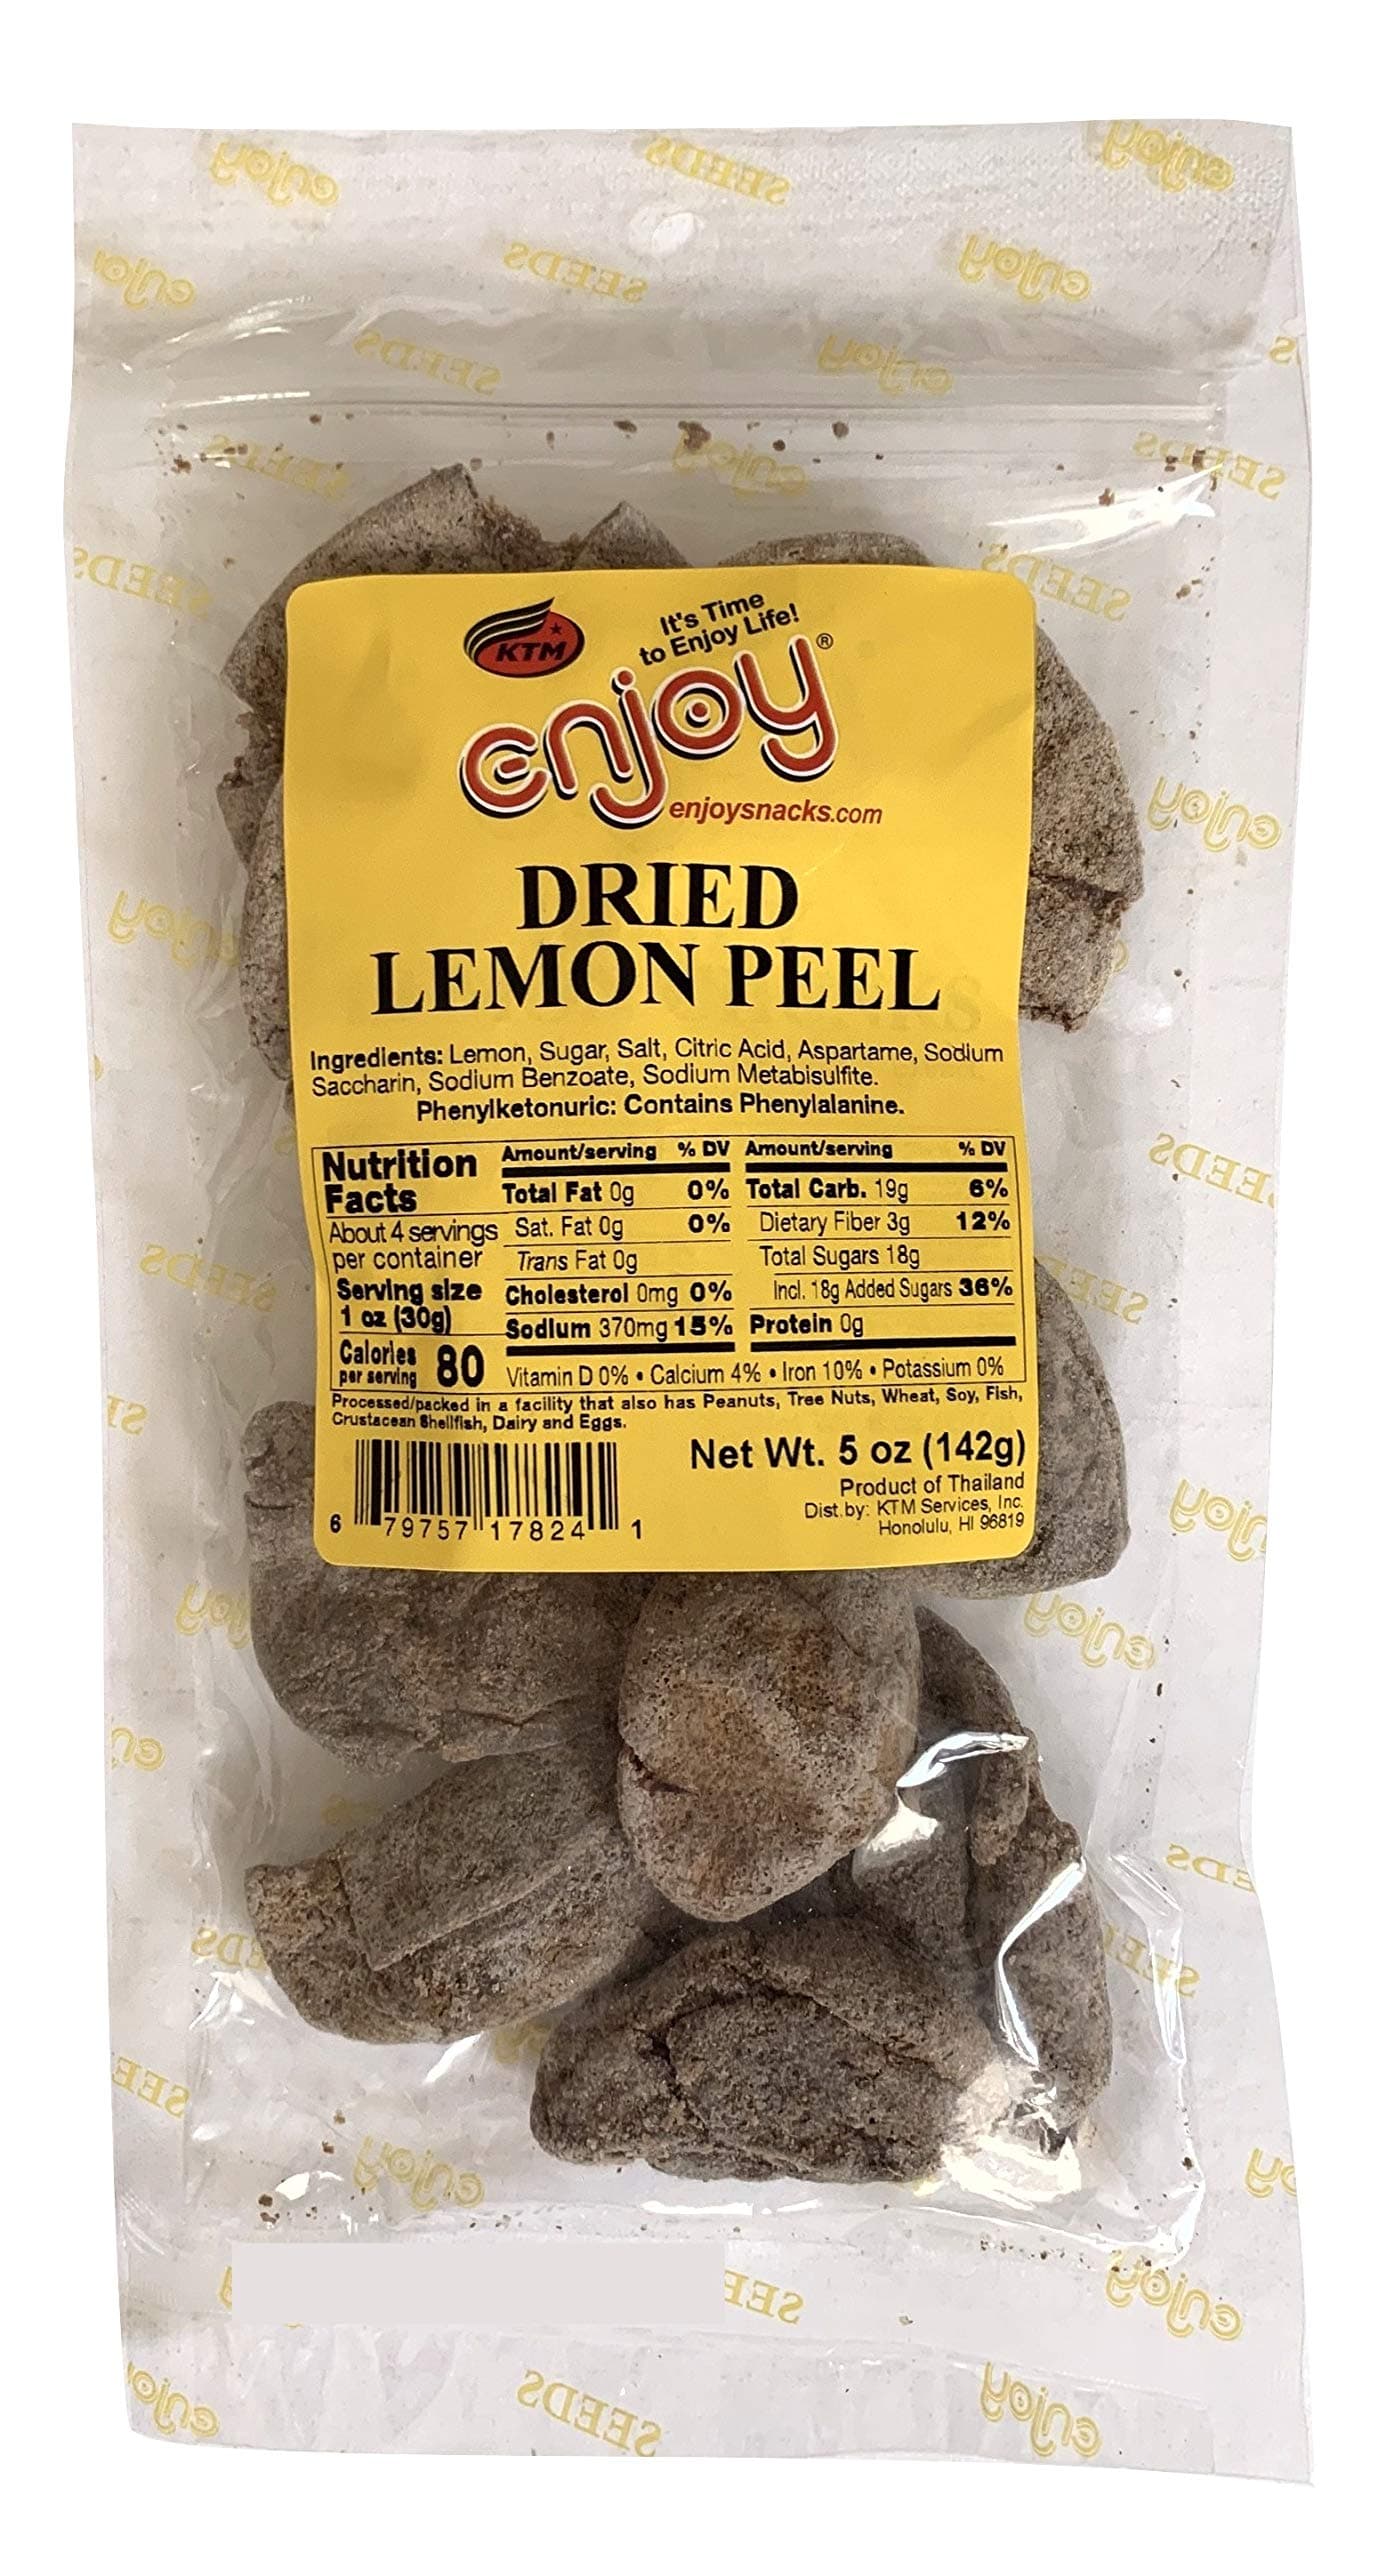 KTM
It's Time
to Enjoy Life!
enjoy®
enjoysnacks.com
DRIED
LEMON PEEL
Ingredients: Lemon, Sugar, Salt, Citric Acid, Aspartame, Sodium
Saccharin, Sodium Benzoate, Sodium Metabisulfite.
Phenylketonuric: Contains Phenylalanine.
Nutrition
Facts
About 4 servings
per container
Serving size
1 oz (30g)
Calories
per serving 80
Amount/serving % DV
Total Fat 0g 0%
Sat. Fat 0g 0%
Trans Fat 0g
Cholesterol 0mg 0%
Sodium 370mg 15%
Amount/serving % DV
Total Carb. 19g 6%
Dietary Fiber 3g 12%
Total Sugars 18g
Incl. 18g Added Sugars 36%
Protein 0g
Vitamin D 0% • Calcium 4% • Iron 10% • Potassium 0%
Processed/packed in a facility that also has Peanuts, Tree Nuts, Wheat, Soy, Fish,
Crustacean Shellfish, Dairy and Eggs.
6 79757 17824 1
Net Wt. 5 oz (142g)
Product of Thailand
Dist.by: KTM Services, Inc.
Honolulu, HI 96819
enjoy
SEEDS